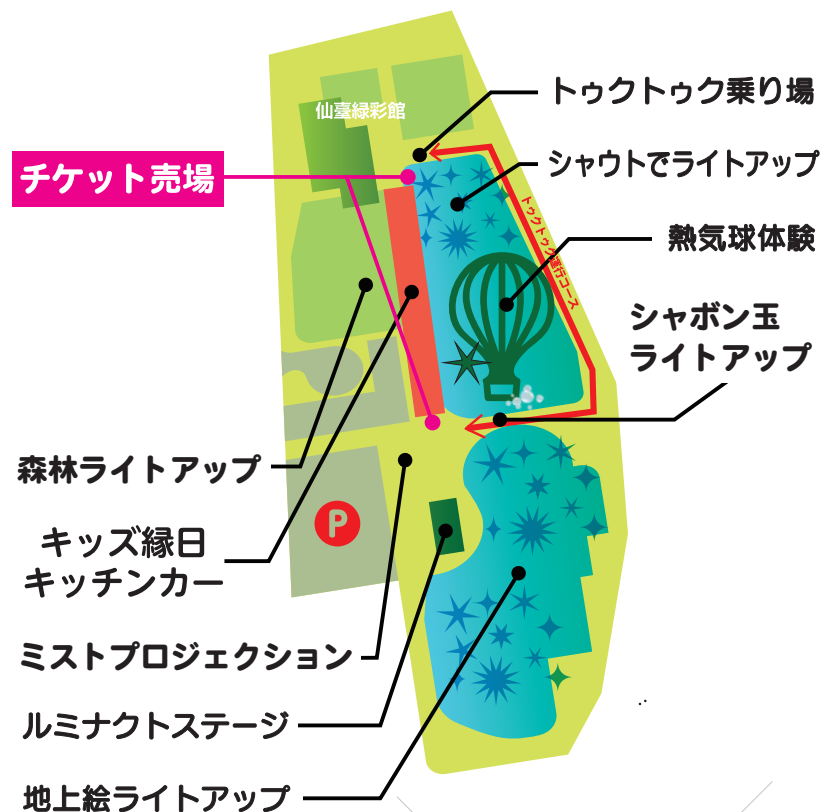 トゥクトゥク乗り場
仙臺緑彩館
シャウトでライトアップ
チケット売場
トゥクトゥク運行コース
熱気球体験
シャボン玉
ライトアップ
森林ライトアップ
P
キッズ縁日
キッチンカー
ミストプロジェクション
ルミナクトステージ
地上絵ライトアップ